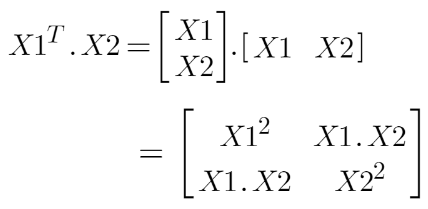 X1^T . X2 = [X1 X2] . [X1 X2]
= [X1^2 X1.X2 X1.X2 X2^2]